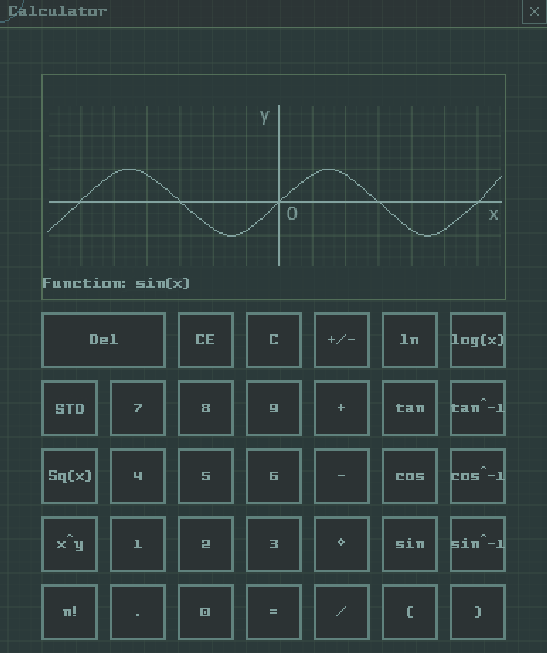 Calculator
y
0
x
Function: sin(x)
Del CE C +/- ln log(x)
STO 7 8 9 + tan tan^-1
Sq(x) 4 5 6 - cos cos^-1
x^y 1 2 3 ⋄ sin sin^-1
n! . 0 = / ( )